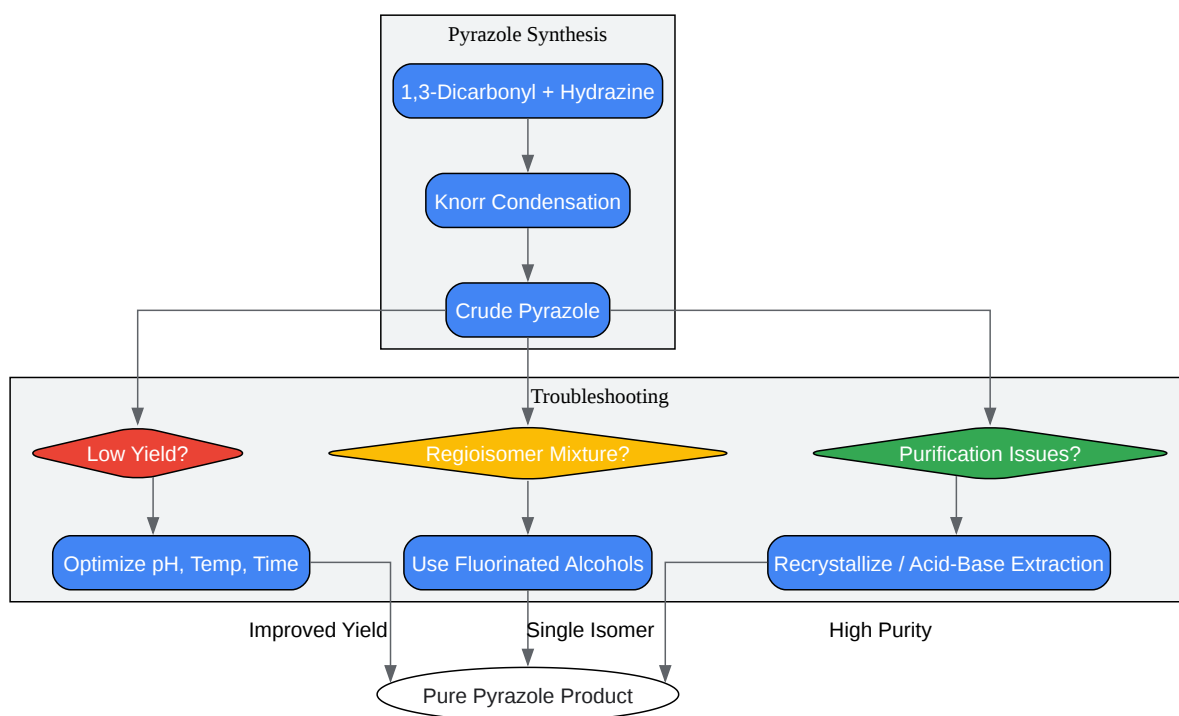 Pyrazole Synthesis
1,3-Dicarbonyl + Hydrazine
Knorr Condensation
Crude Pyrazole
Troubleshooting
Low Yield?
Regioisomer Mixture?
Purification Issues?
Optimize pH, Temp, Time
Use Fluorinated Alcohols
Recrystallize / Acid-Base Extraction
Improved Yield
Single Isomer
High Purity
Pure Pyrazole Product